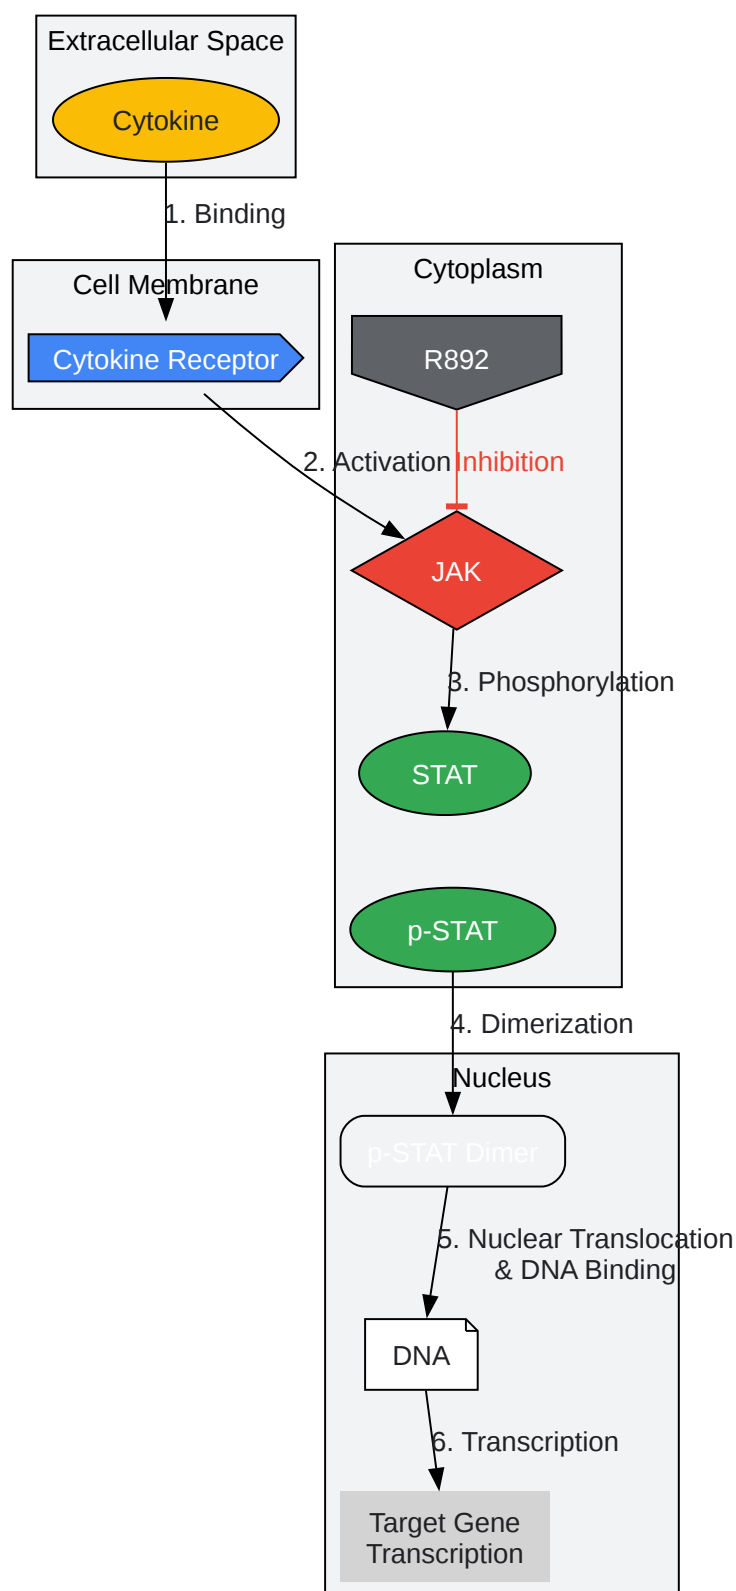 Extracellular Space
Cytokine
1. Binding
Cell Membrane
Cytokine Receptor
Cytoplasm
R892
2. Activation
Inhibition
JAK
3. Phosphorylation
STAT
p-STAT
4. Dimerization
Nucleus
p-STAT Dimer
5. Nuclear Translocation
& DNA Binding
DNA
6. Transcription
Target Gene
Transcription